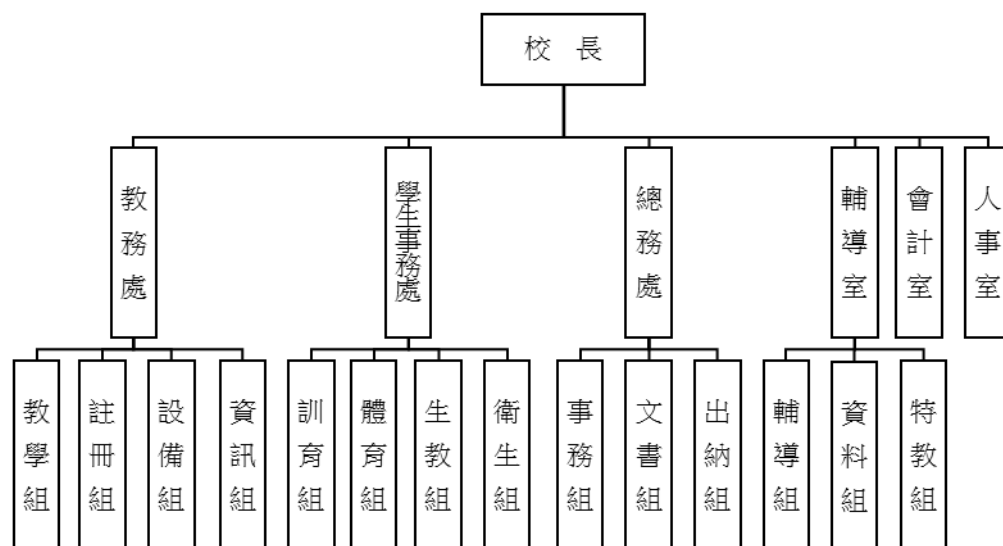 校 長
教務處
學生事務處
總務處
輔導室
會計室
人事室
教學組
註冊組
設備組
資訊組
訓育組
體育組
生教組
衛生組
事務組
文書組
出納組
輔導組
資料組
特教組